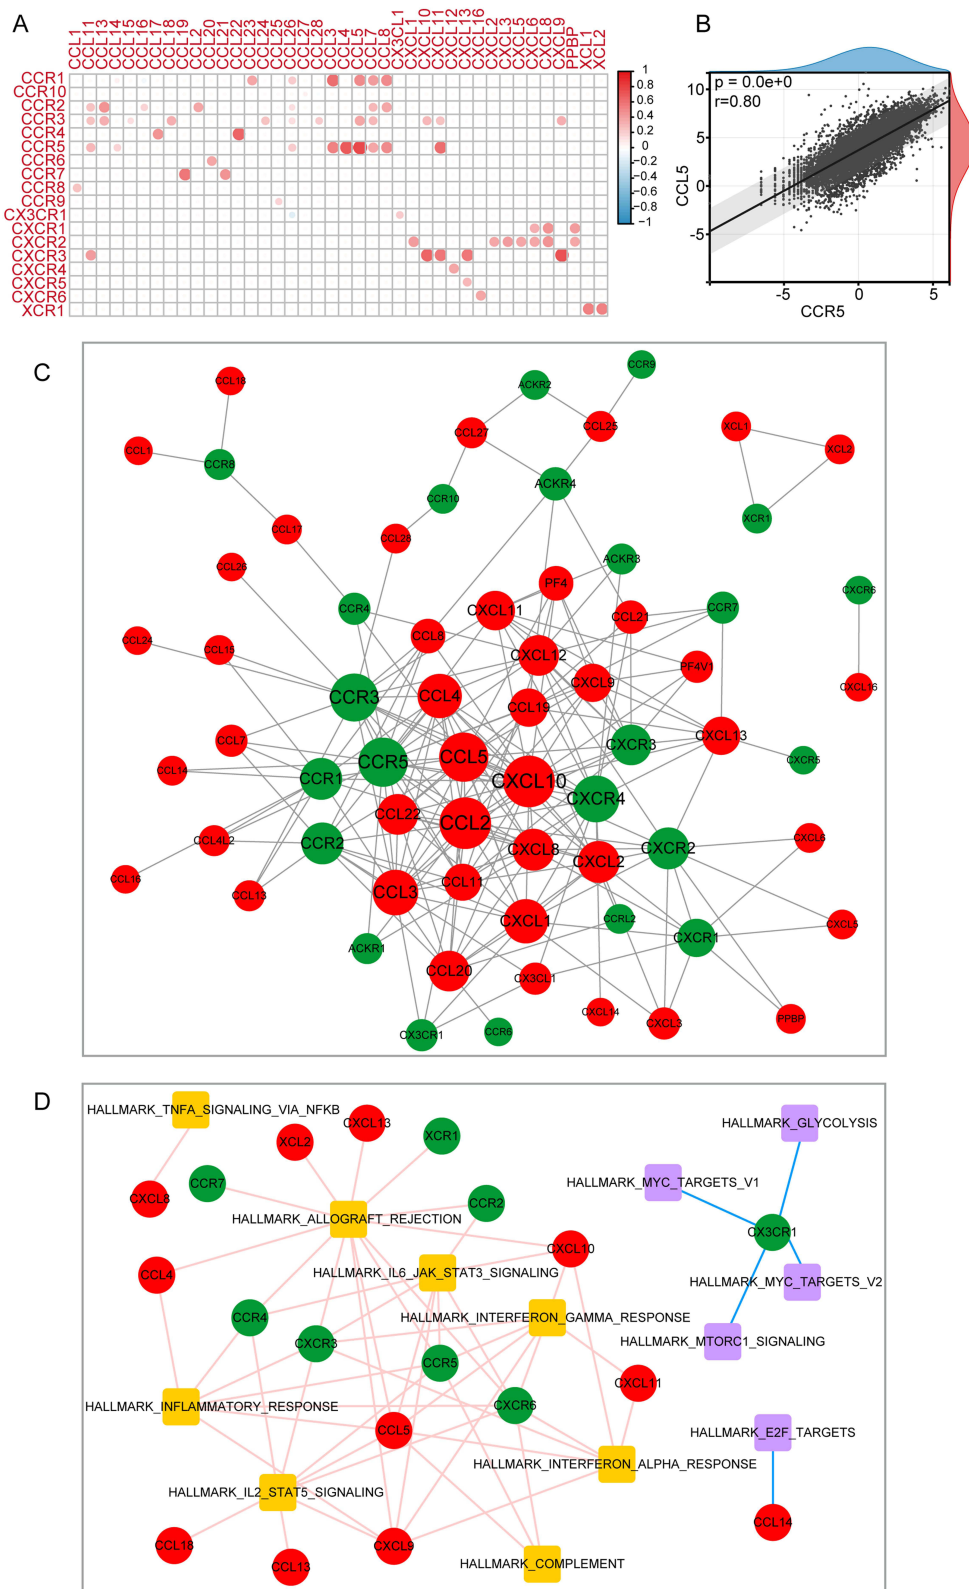 A
CCL1
CCL11
CCL13
CCL14
CCL15
CCL16
CCL17
CCL18
CCL19
CCL2
CCL20
CCL21
CCL22
CCL23
CCL24
CCL25
CCL26
CCL27
CCL28
CCL3
CCL4
CCL5
CCL7
CCL8
CX3CL1
CXCL1
CXCL10
CXCL11
CXCL12
CXCL13
CXCL16
CXCL2
CXCL3
CXCL5
CXCL6
CXCL8
CXCL9
PPBP
XCL1
XCL2
CCR1
CCR10
CCR2
CCR3
CCR4
CCR5
CCR6
CCR7
CCR8
CCR9
CX3CR1
CXCR1
CXCR2
CXCR3
CXCR4
CXCR5
CXCR6
XCR1
1
0.8
0.6
0.4
0.2
0
−0.2
−0.4
−0.6
−0.8
−1
B
p = 0.0e+0
r=0.80
10
5
0
-5
CCL5
-5 0 5
CCR5
C
CCR9
CCL18
ACKR2
CCL27
CCL25
XCL1
CCL1
XCL2
CCR8
ACKR4
CCR10
XCR1
CCL17
CCL28
ACKR3
CCL26
PF4
CXCR6
CCR4
CXCL11
CCL21
CCR7
CCL24
CCL8
CCL15
CXCL12
PF4V1
CXCL9
CXCL16
CCR3
CCL4
CCL19
CCL7
CXCR3
CXCL13
CCL5
CCR5
CXCR5
CCL14
CCR1
CXCL10
CXCR4
CCL22
CCL2
CCL4L2
CCR2
CXCL8
CXCR2
CXCL6
CXCL2
CCL16
CCL11
CCL3
CCL13
CXCL1
CCRL2
CXCL5
CXCR1
ACKR1
CCL20
CX3CL1
CXCL14
CXCL3
PPBP
CX3CR1
CCR6
D
HALLMARK_TNFA_SIGNALING_VIA_NFKB
CXCL13
HALLMARK_GLYCOLYSIS
XCL2
XCR1
CCR7
HALLMARK_MYC_TARGETS_V1
CXCL8
CCR2
HALLMARK_ALLOGRAFT_REJECTION
CX3CR1
CXCL10
CCL4
HALLMARK_IL6_JAK_STAT3_SIGNALING
HALLMARK_MYC_TARGETS_V2
CCR4
HALLMARK_INTERFERON_GAMMA_RESPONSE
CXCR3
HALLMARK_MTORC1_SIGNALING
CCR5
CXCL11
HALLMARK_INFLAMMATORY_RESPONSE
CXCR6
CCL5
HALLMARK_E2F_TARGETS
HALLMARK_INTERFERON_ALPHA_RESPONSE
HALLMARK_IL2_STAT5_SIGNALING
CCL14
CCL18
CXCL9
CCL13
HALLMARK_COMPLEMENT